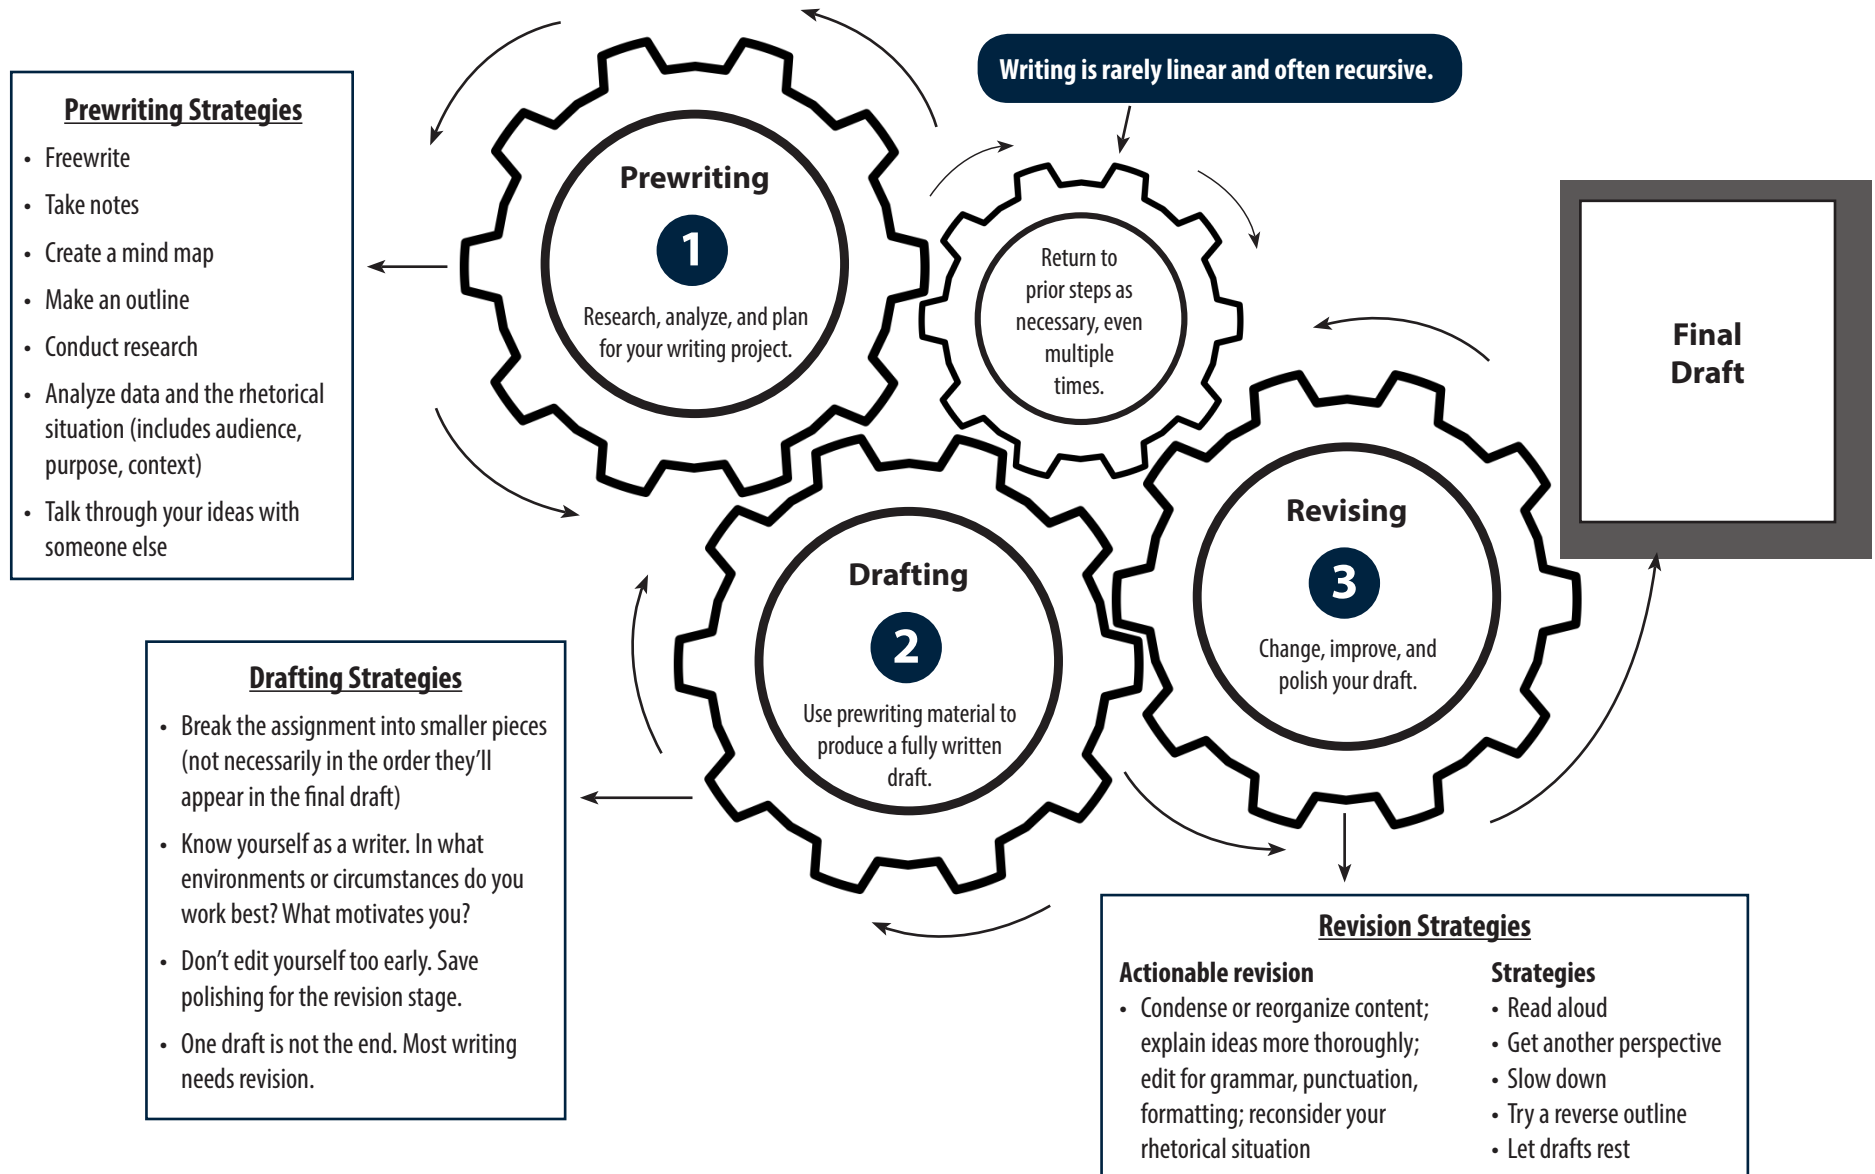 Writing is rarely linear and often recursive.
Prewriting Strategies
• Freewrite
• Take notes
• Create a mind map
• Make an outline
• Conduct research
• Analyze data and the rhetorical
situation (includes audience,
purpose, context)
• Talk through your ideas with
someone else
Prewriting
1
Research, analyze, and plan
for your writing project.
Return to
prior steps as
necessary, even
multiple
times.
Final
Draft
Drafting
2
Use prewriting material to
produce a fully written
draft.
Revising
3
Change, improve, and
polish your draft.
Drafting Strategies
• Break the assignment into smaller pieces
(not necessarily in the order they’ll
appear in the final draft)
• Know yourself as a writer. In what
environments or circumstances do you
work best? What motivates you?
• Don’t edit yourself too early. Save
polishing for the revision stage.
• One draft is not the end. Most writing
needs revision.
Revision Strategies
Actionable revision
• Condense or reorganize content;
explain ideas more thoroughly;
edit for grammar, punctuation,
formatting; reconsider your
rhetorical situation
Strategies
• Read aloud
• Get another perspective
• Slow down
• Try a reverse outline
• Let drafts rest